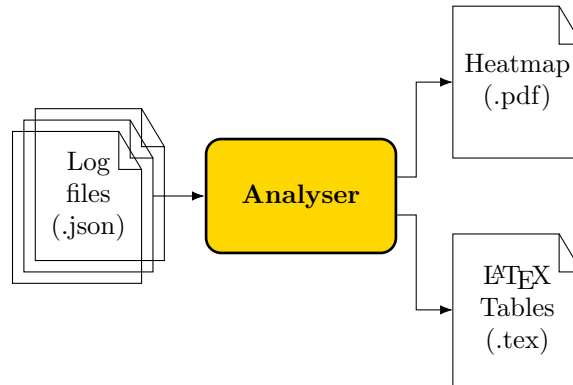 Log
files
(.json)
Analyser
Heatmap
(.pdf)
LATEX
Tables
(.tex)